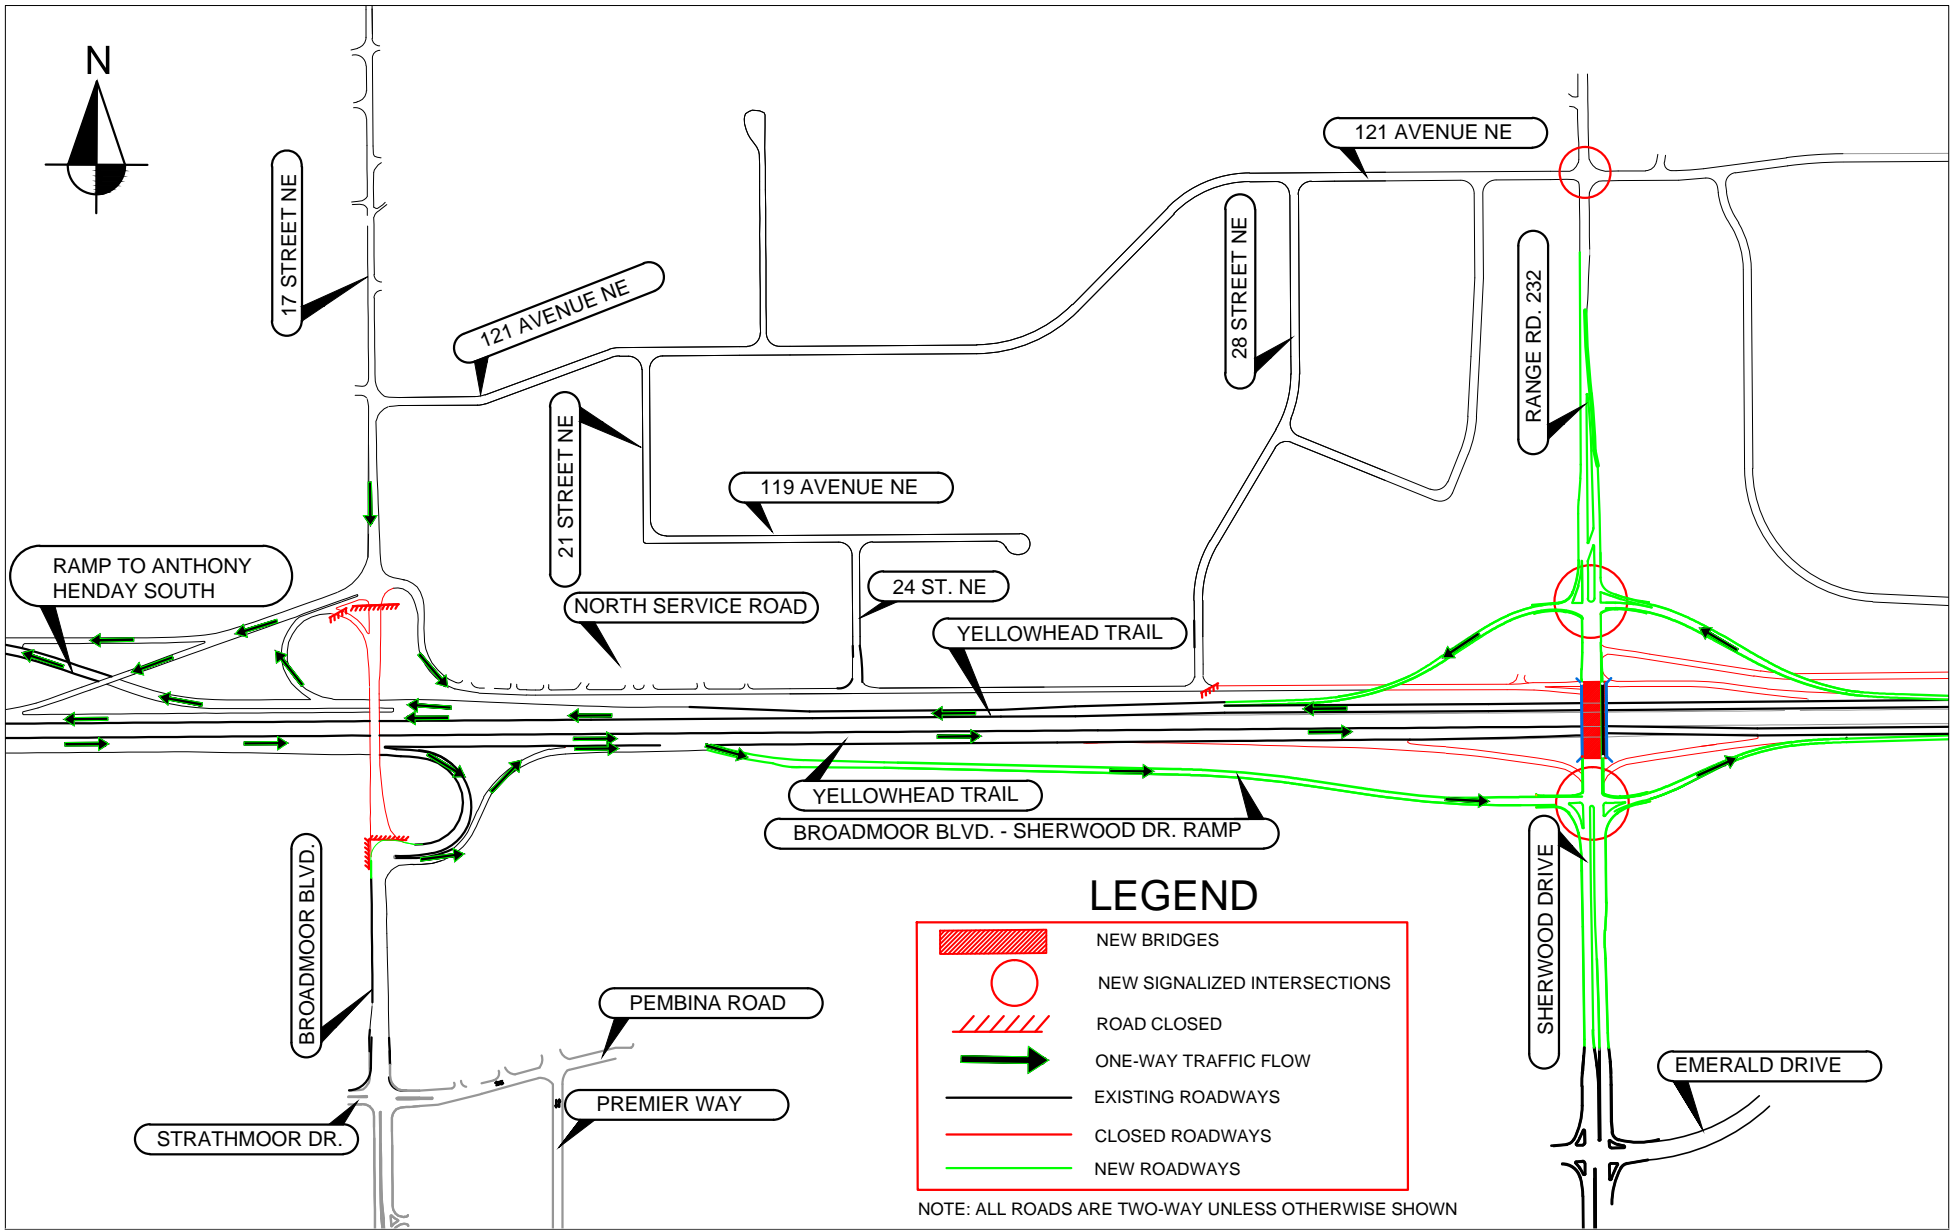 N
121 AVENUE NE
17 STREET NE
28 STREET NE
RANGE RD. 232
121 AVENUE NE
21 STREET NE
119 AVENUE NE
RAMP TO ANTHONY
HENDAY SOUTH
24 ST. NE
NORTH SERVICE ROAD
YELLOWHEAD TRAIL
YELLOWHEAD TRAIL
BROADMOOR BLVD. - SHERWOOD DR. RAMP
BROADMOOR BLVD.
SHERWOOD DRIVE
LEGEND
NEW BRIDGES
NEW SIGNALIZED INTERSECTIONS
ROAD CLOSED
ONE-WAY TRAFFIC FLOW
EXISTING ROADWAYS
CLOSED ROADWAYS
NEW ROADWAYS
NOTE: ALL ROADS ARE TWO-WAY UNLESS OTHERWISE SHOWN
PEMBINA ROAD
PREMIER WAY
STRATHMOOR DR.
EMERALD DRIVE